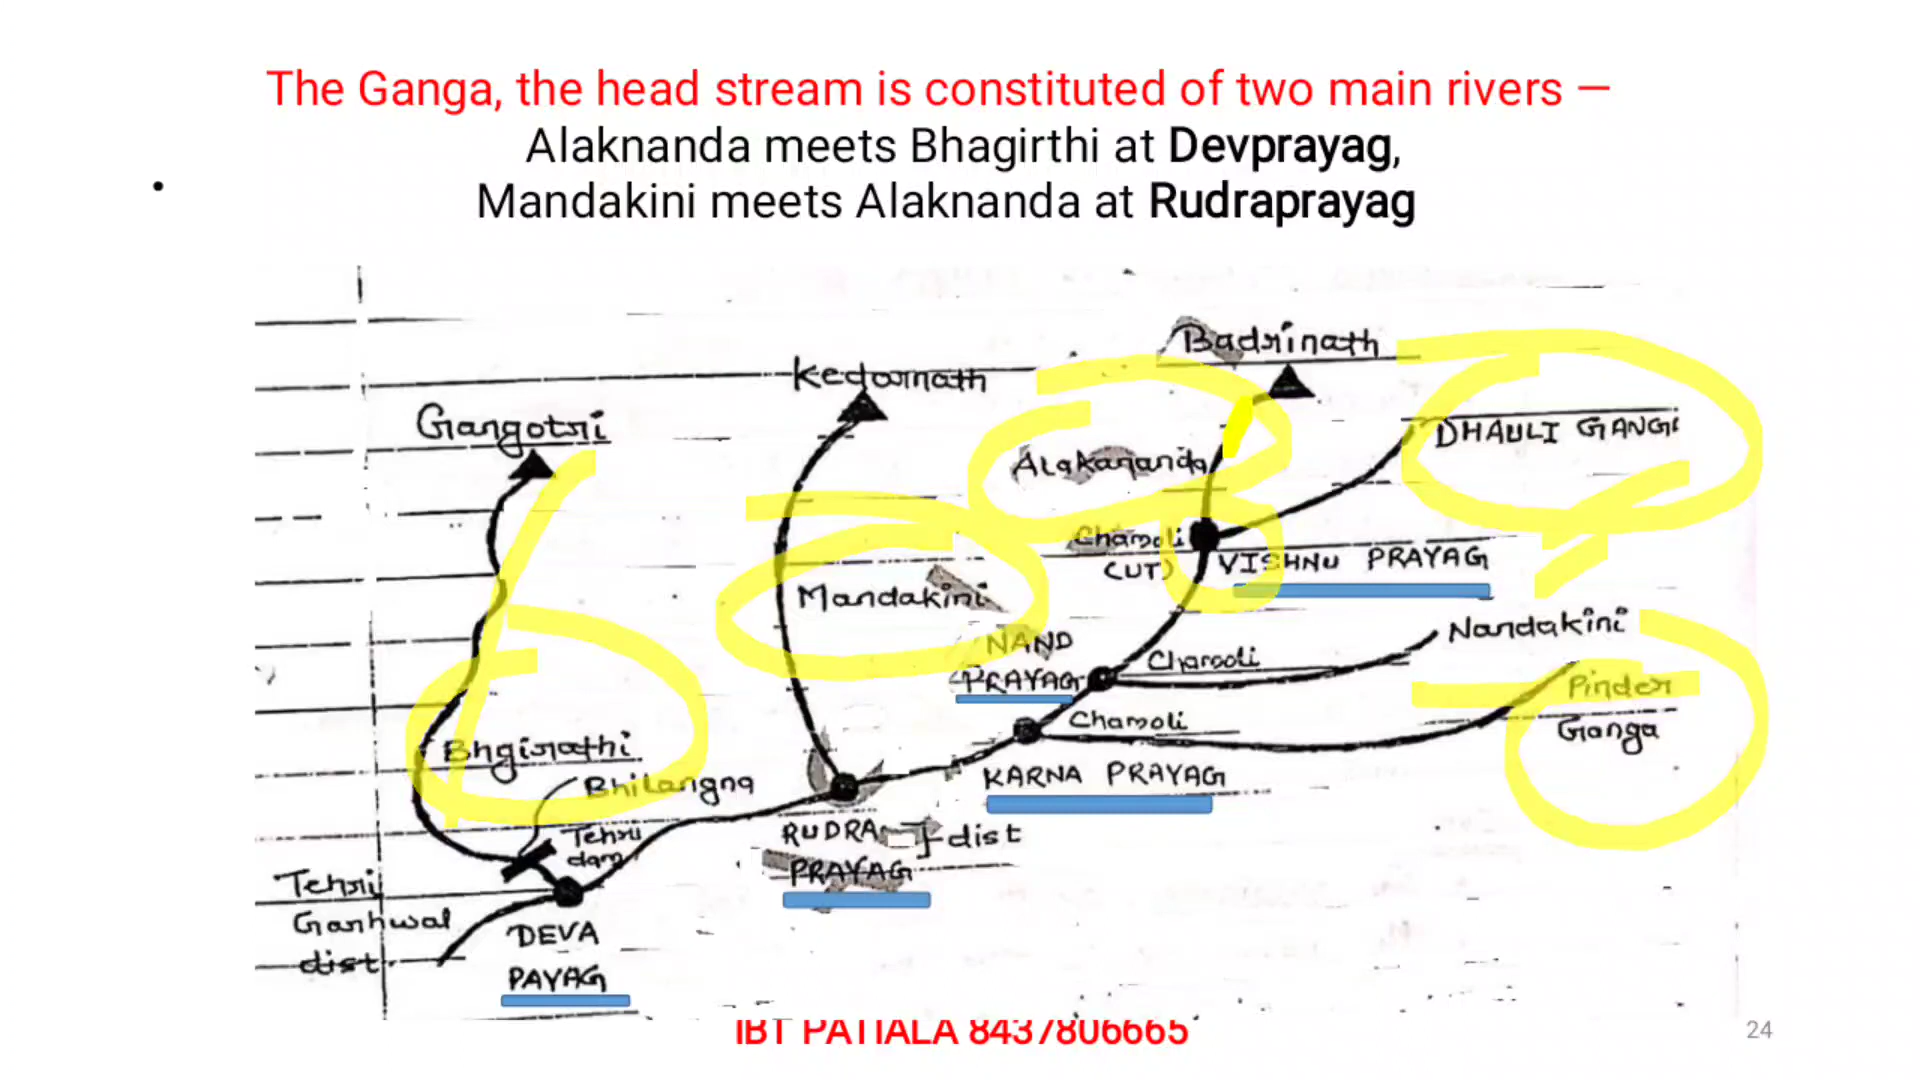 The Ganga, the head stream is constituted of two main rivers —
Alaknanda meets Bhagirthi at Devprayag,
• Mandakini meets Alaknanda at Rudraprayag
Badrinath
Kedarnath
Gangotri
DHAULI GANGA
Alakananda
Chamoli
(UT)
VISHNU PRAYAG
Mandakini
Nandakini
NAND
PRAYAG
Chamoli
Pinder
Ganga
Chamoli
Bhgirathi
Bhilangna
KARNA PRAYAG
Tehri
dam
RUDRA
PRAYAG
dist
Tehri
Garhwal
dist.
DEVA
PAYAG
IBT PATIALA 8437806665
24